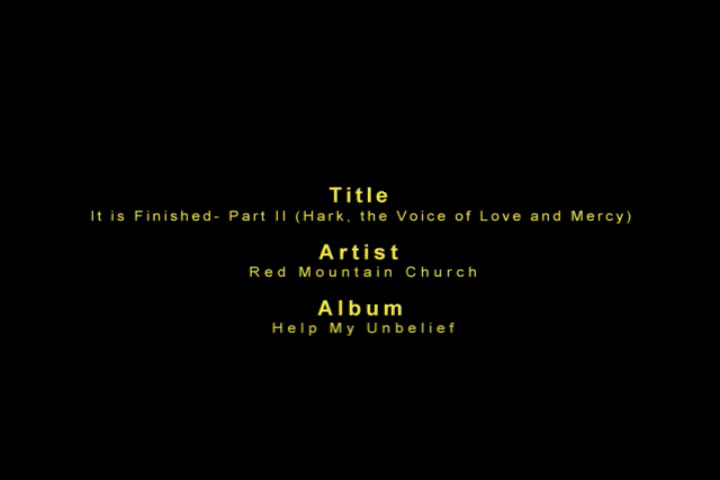 Title
It is Finished- Part II (Hark, the Voice of Love and Mercy)
Artist
Red Mountain Church
Album
Help My Unbelief